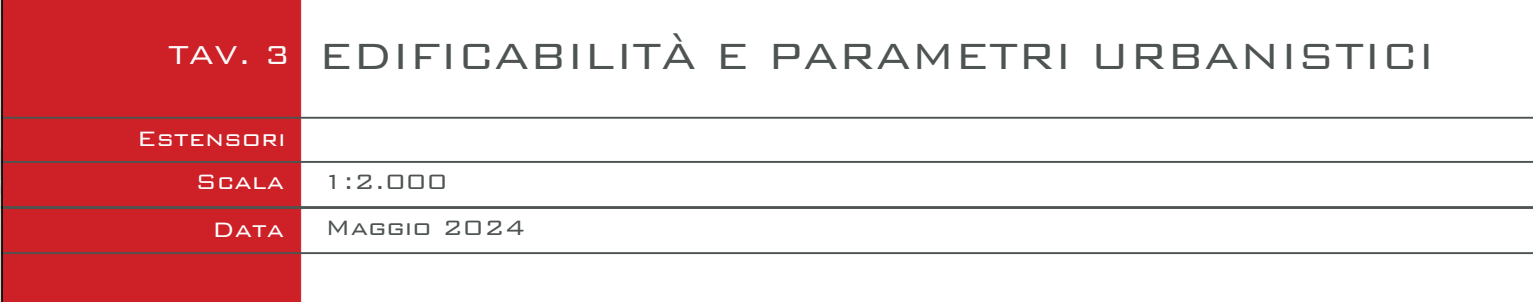 TAV. 3 EDIFICABILITÀ E PARAMETRI URBANISTICI
ESTENSORI
SCALA 1:2.000
DATA MAGGIO 2024